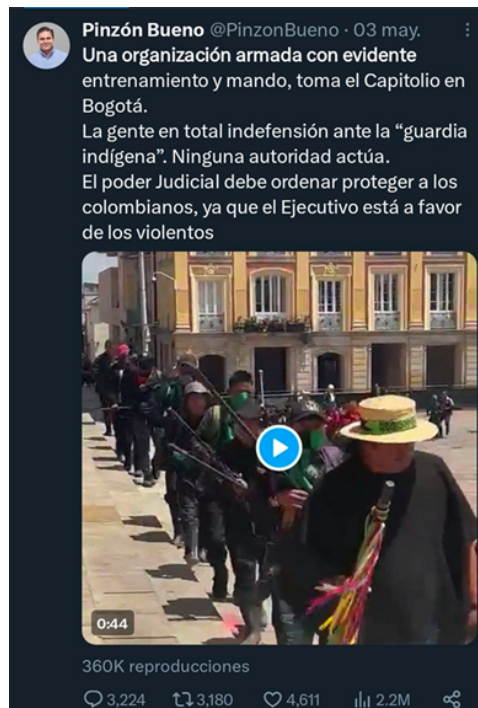 Pinzón Bueno @PinzonBueno · 03 may.
Una organización armada con evidente
entrenamiento y mando, toma el Capitolio en
Bogotá.
La gente en total indefensión ante la “guardia
indígena”. Ninguna autoridad actúa.
El poder Judicial debe ordenar proteger a los
colombianos, ya que el Ejecutivo está a favor
de los violentos
0:44
360K reproducciones
3,224 3,180 4,611 2.2M